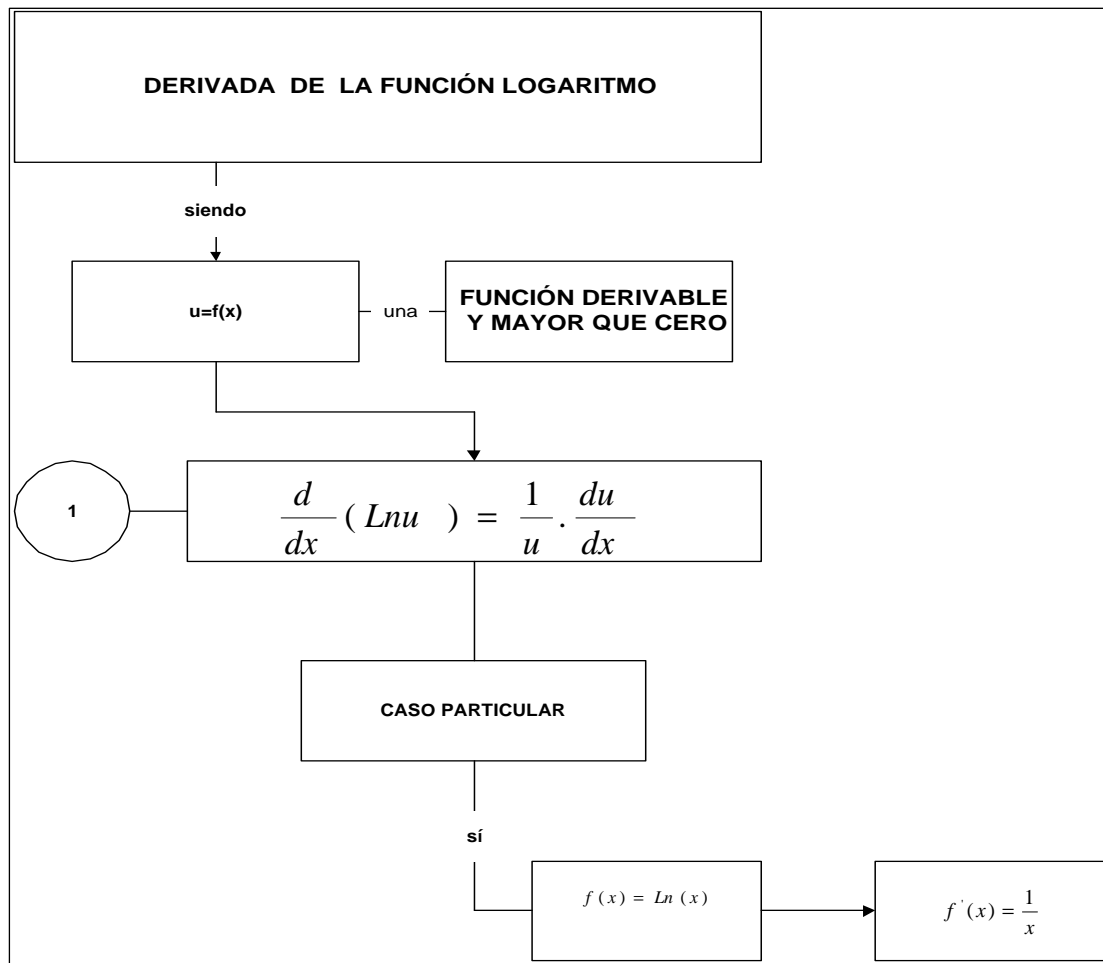 DERIVADA DE LA FUNCIÓN LOGARITMO
siendo
u=f(x)
una
FUNCIÓN DERIVABLE
Y MAYOR QUE CERO
1
d/dx ( Lnu ) = 1/u . du/dx
CASO PARTICULAR
sí
f (x) = Ln (x)
f ' (x) = 1/x